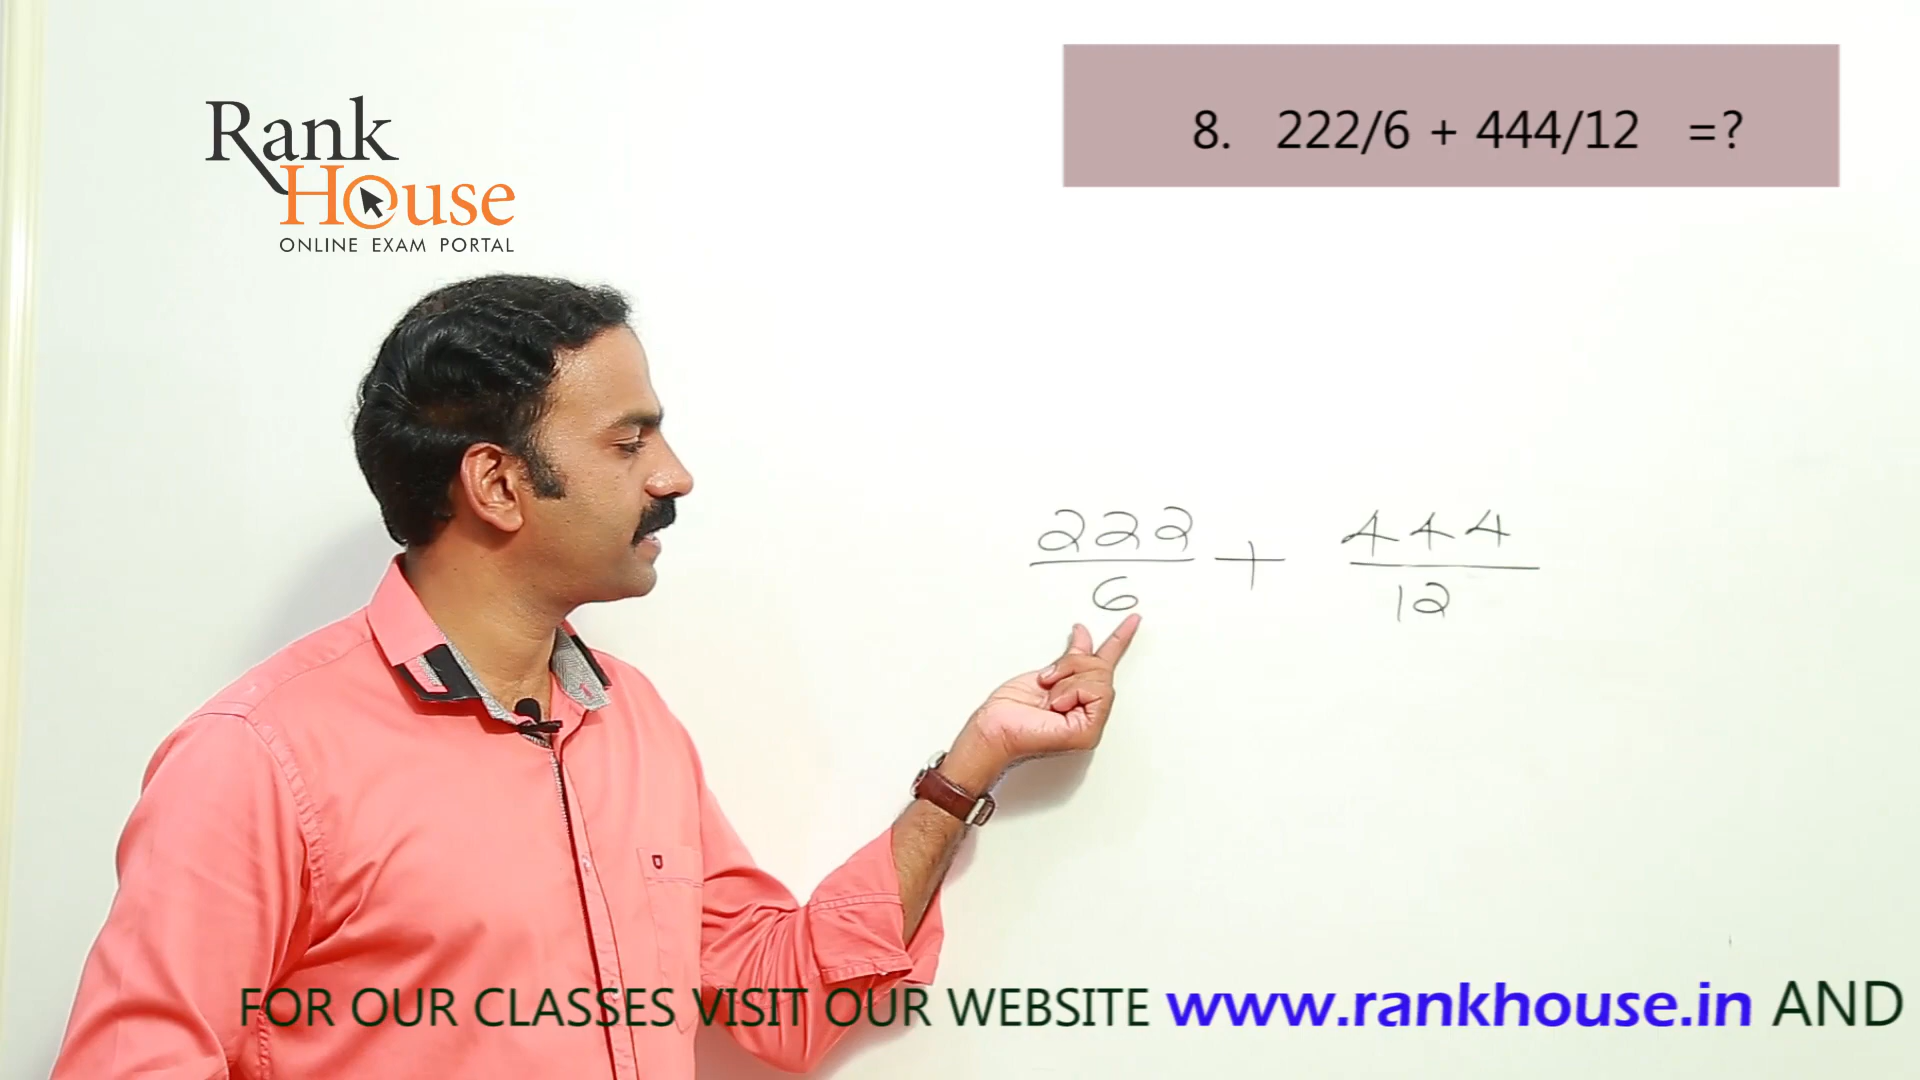 Rank
House
ONLINE EXAM PORTAL
8. 222/6 + 444/12 =?
222/6 + 444/12
FOR OUR CLASSES VISIT OUR WEBSITE www.rankhouse.in AND